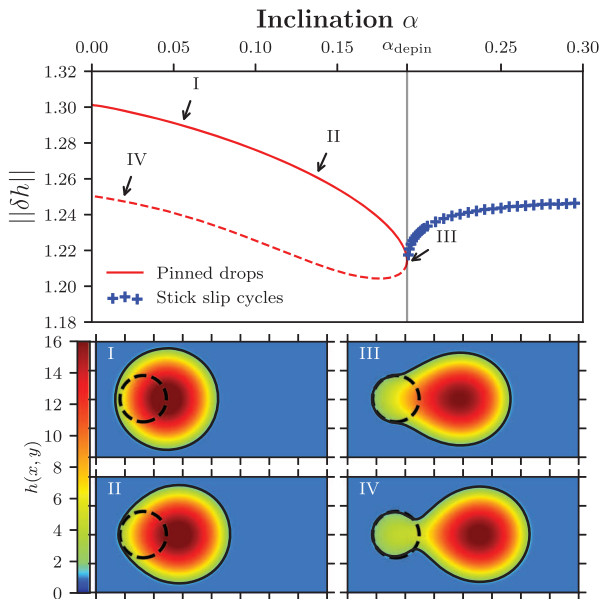 Inclination α
0.00 0.05 0.10 0.15 α_depin 0.25 0.30
1.32
1.30
1.28
1.26
1.24
1.22
1.20
1.18
||δh||
I
II
IV
III
Pinned drops
Stick slip cycles
16
14
12
10
8
6
4
2
0
h(x, y)
I
III
II
IV